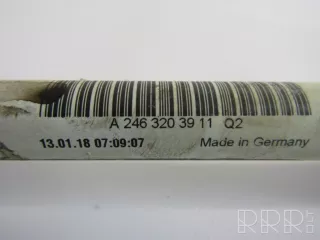 A 246 320 39 11 Q2
13.01.18 07:09:07 Made in Germany
RRR